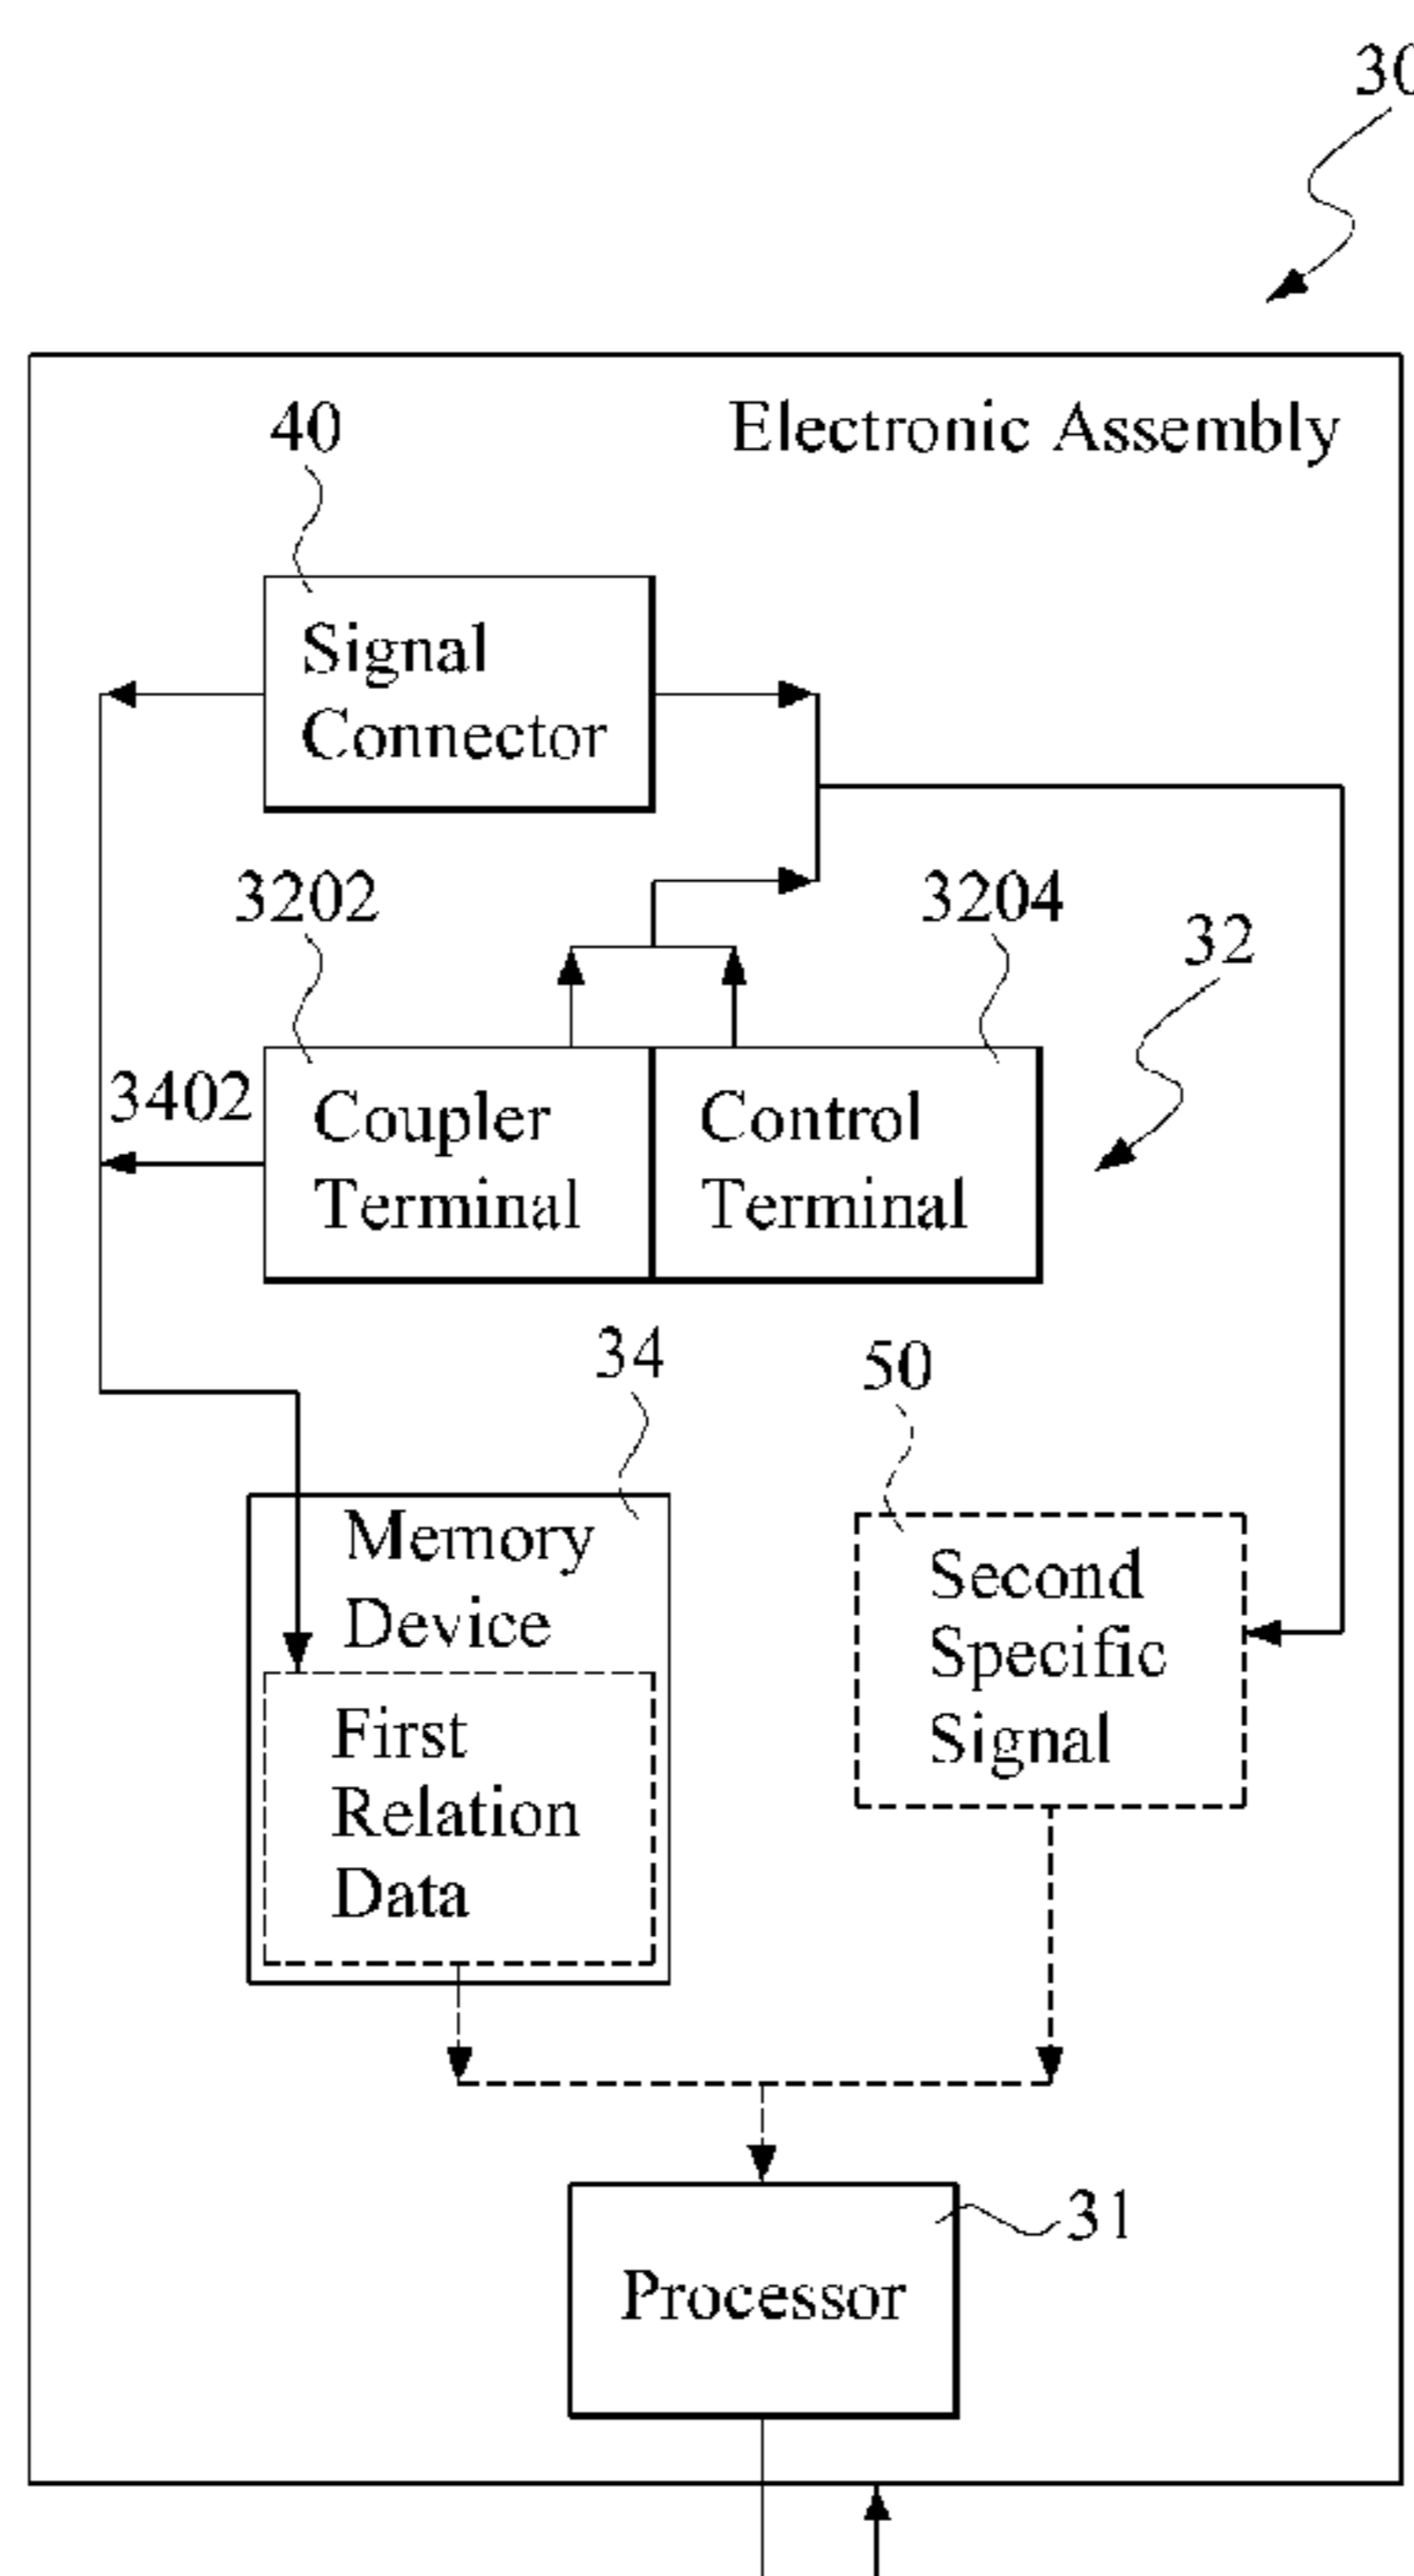 30
Electronic Assembly
40
Signal
Connector
3202
3204
32
3402
Coupler
Terminal
Control
Terminal
34
50
Memory
Device
Second
Specific
Signal
First
Relation
Data
31
Processor